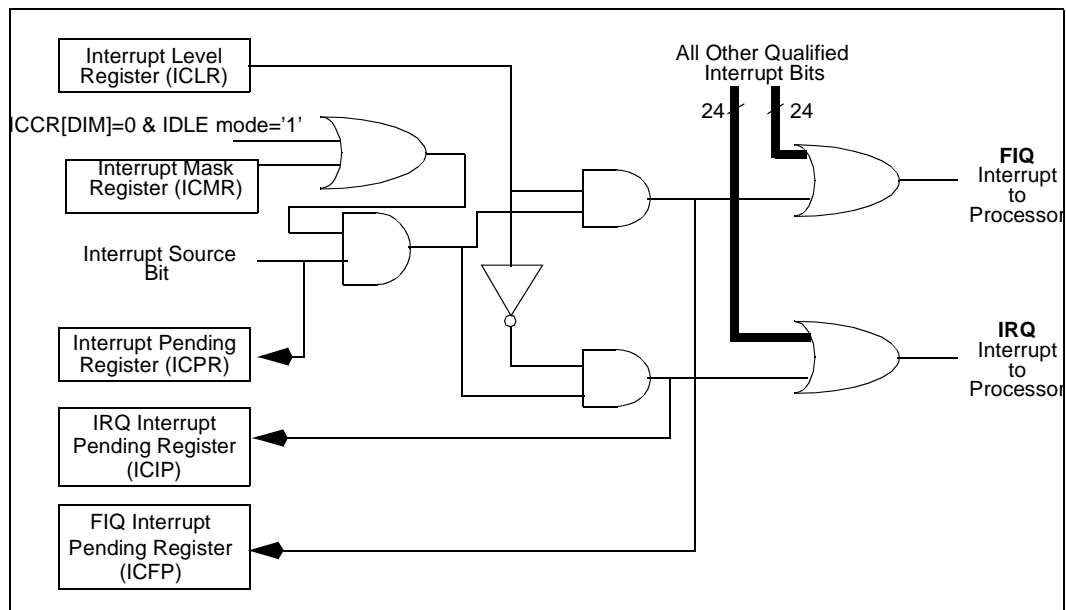 Interrupt Level
Register (ICLR)
All Other Qualified
Interrupt Bits
24
24
ICCR[DIM]=0 & IDLE mode='1'
Interrupt Mask
Register (ICMR)
FIQ
Interrupt
to
Processor
Interrupt Source
Bit
Interrupt Pending
Register (ICPR)
IRQ
Interrupt
to
Processor
IRQ Interrupt
Pending Register
(ICIP)
FIQ Interrupt
Pending Register
(ICFP)